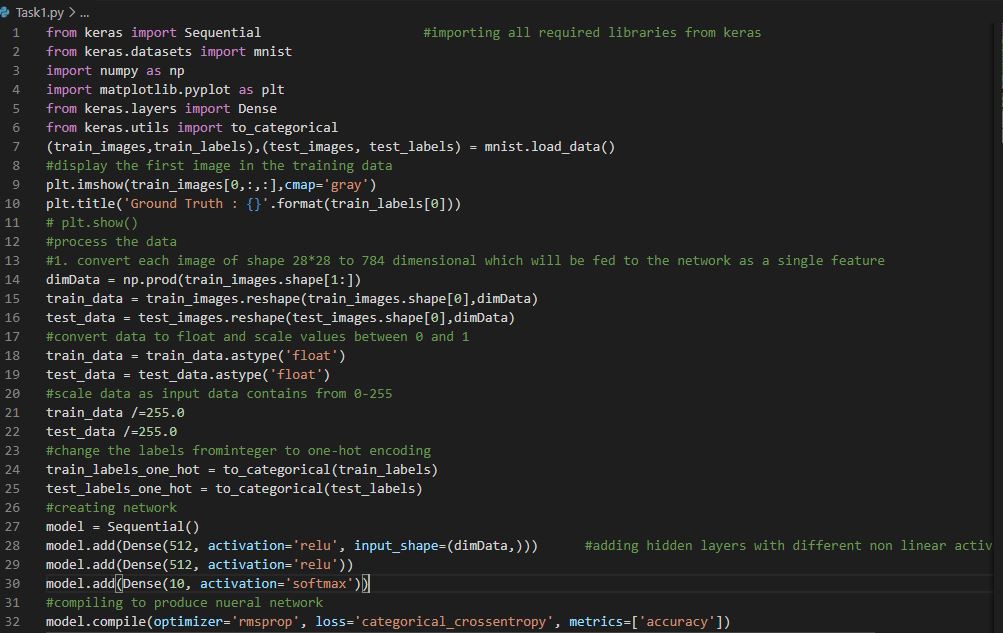 Task1.py > ...
1 from keras import Sequential #importing all required libraries from keras
2 from keras.datasets import mnist
3 import numpy as np
4 import matplotlib.pyplot as plt
5 from keras.layers import Dense
6 from keras.utils import to_categorical
7 (train_images,train_labels),(test_images, test_labels) = mnist.load_data()
8 #display the first image in the training data
9 plt.imshow(train_images[0,:,:],cmap='gray')
10 plt.title('Ground Truth : {}'.format(train_labels[0]))
11 # plt.show()
12 #process the data
13 #1. convert each image of shape 28*28 to 784 dimensional which will be fed to the network as a single feature
14 dimData = np.prod(train_images.shape[1:])
15 train_data = train_images.reshape(train_images.shape[0],dimData)
16 test_data = test_images.reshape(test_images.shape[0],dimData)
17 #convert data to float and scale values between 0 and 1
18 train_data = train_data.astype('float')
19 test_data = test_data.astype('float')
20 #scale data as input data contains from 0-255
21 train_data /=255.0
22 test_data /=255.0
23 #change the labels frominteger to one-hot encoding
24 train_labels_one_hot = to_categorical(train_labels)
25 test_labels_one_hot = to_categorical(test_labels)
26 #creating network
27 model = Sequential()
28 model.add(Dense(512, activation='relu', input_shape=(dimData,))) #adding hidden layers with different non linear activ
29 model.add(Dense(512, activation='relu'))
30 model.add(Dense(10, activation='softmax'))
31 #compiling to produce nueral network
32 model.compile(optimizer='rmsprop', loss='categorical_crossentropy', metrics=['accuracy'])